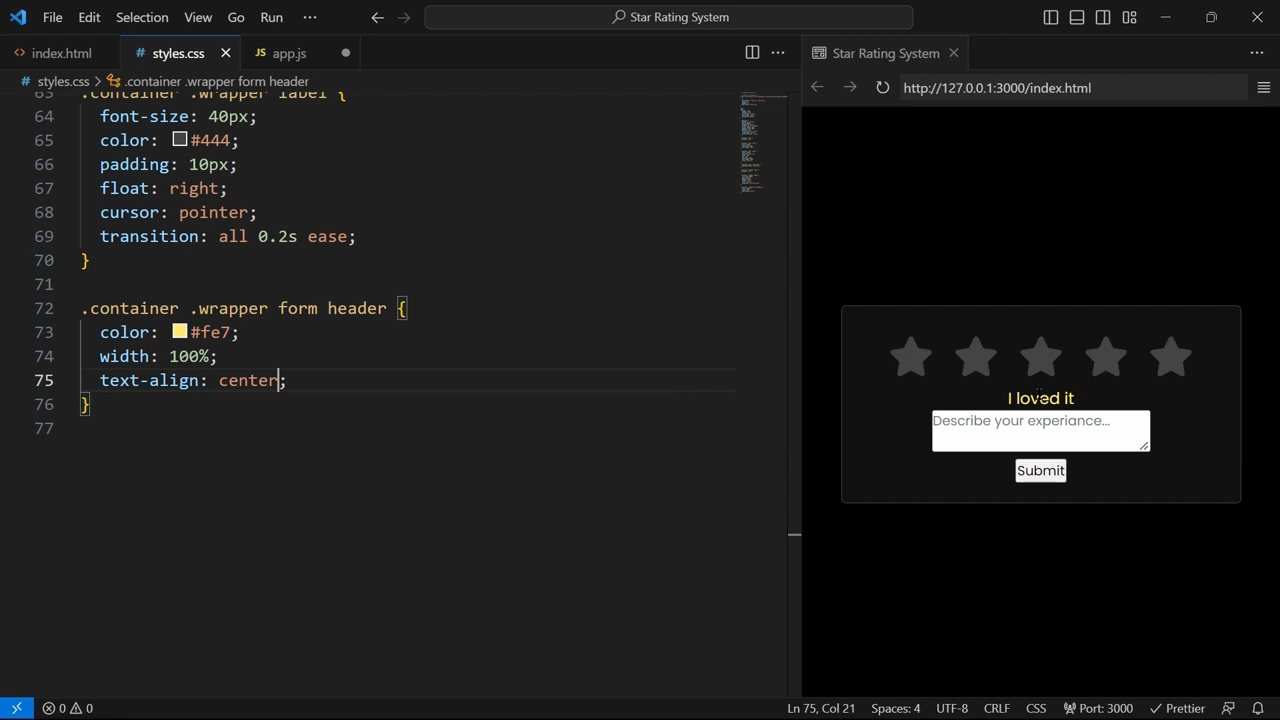 File Edit Selection View Go Run ··· Star Rating System
index.html styles.css app.js Star Rating System
styles.css > .container .wrapper form header
http://127.0.0.1:3000/index.html
63 .container .wrapper label {
64 font-size: 40px;
65 color: #444;
66 padding: 10px;
67 float: right;
68 cursor: pointer;
69 transition: all 0.2s ease;
70 }
71
72 .container .wrapper form header {
73 color: #fe7;
74 width: 100%;
75 text-align: center;
76 }
77
I loved it
Describe your experiance...
Submit
0 0 Ln 75, Col 21 Spaces: 4 UTF-8 CRLF CSS Port: 3000 Prettier